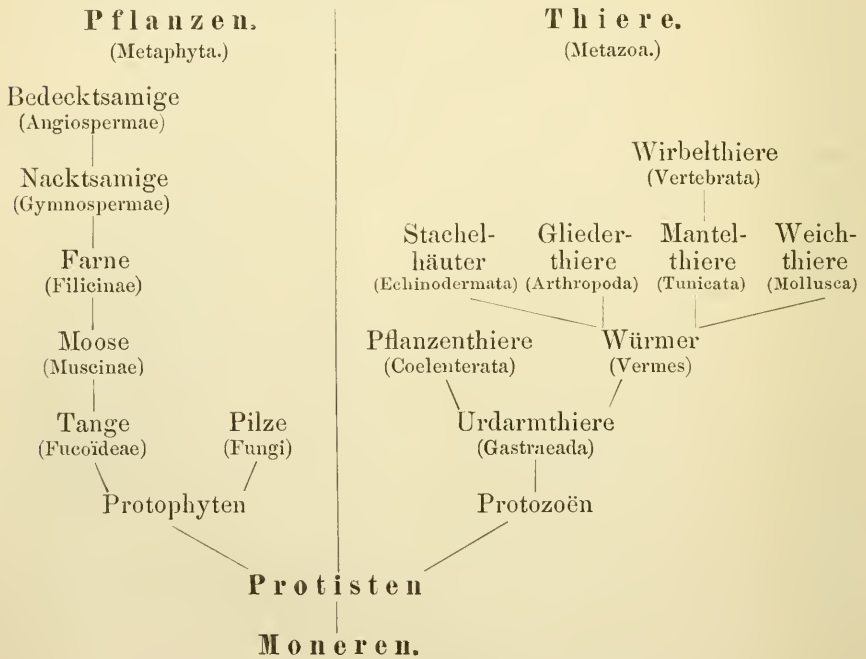 Pflanzen.
(Metaphyta.)
Bedecktsamige
(Angiospermae)
Nacktsamige
(Gymnospermae)
Farne
(Filicinae)
Moose
(Muscinae)
Tange
(Fucoïdeae)
Pilze
(Fungi)
Protophyten
Thiere.
(Metazoa.)
Wirbelthiere
(Vertebrata)
Stachel-
häuter
(Echinodermata)
Glieder-
thiere
(Arthropoda)
Mantel-
thiere
(Tunicata)
Weich-
thiere
(Mollusca)
Pflanzenthiere
(Coelenterata)
Würmer
(Vermes)
Urdarmthiere
(Gastraeada)
Protozoën
Protisten
Moneren.